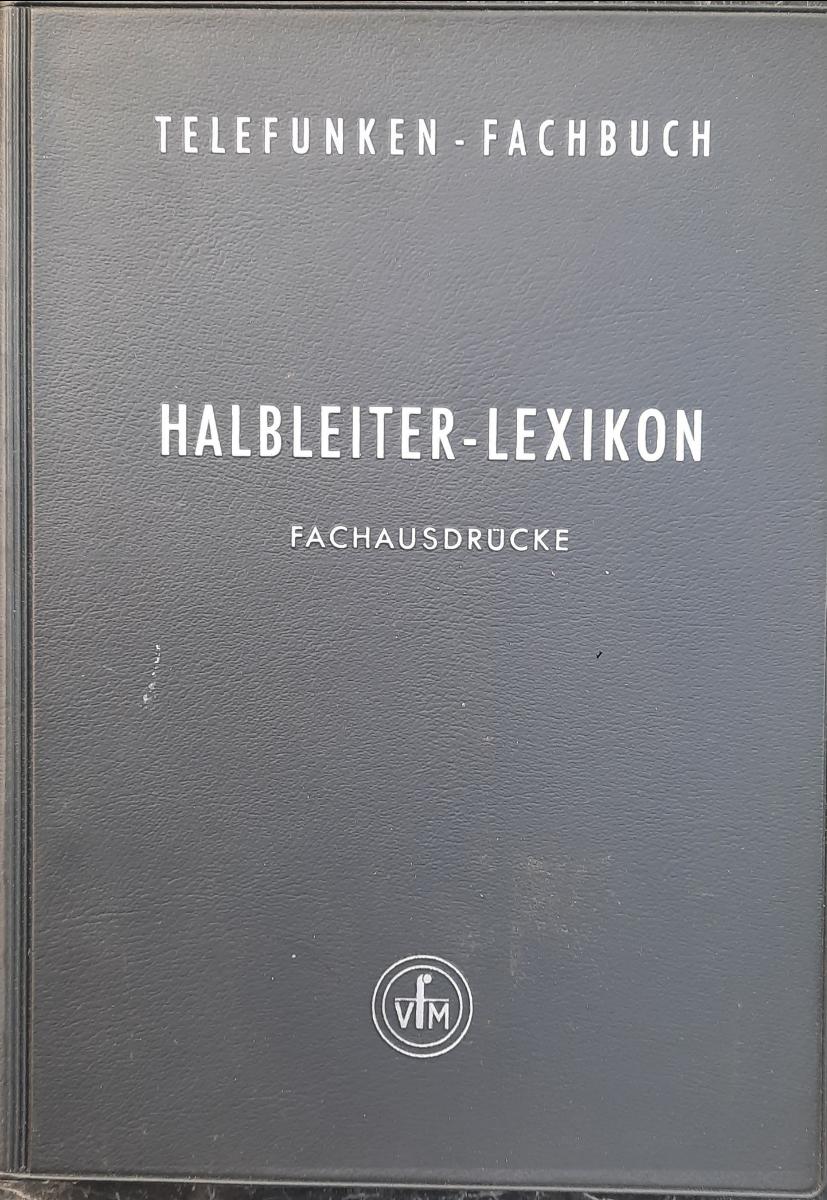 TELEFUNKEN - FACHBUCH
HALBLEITER-LEXIKON
FACHAUSDRÜCKE
VfM